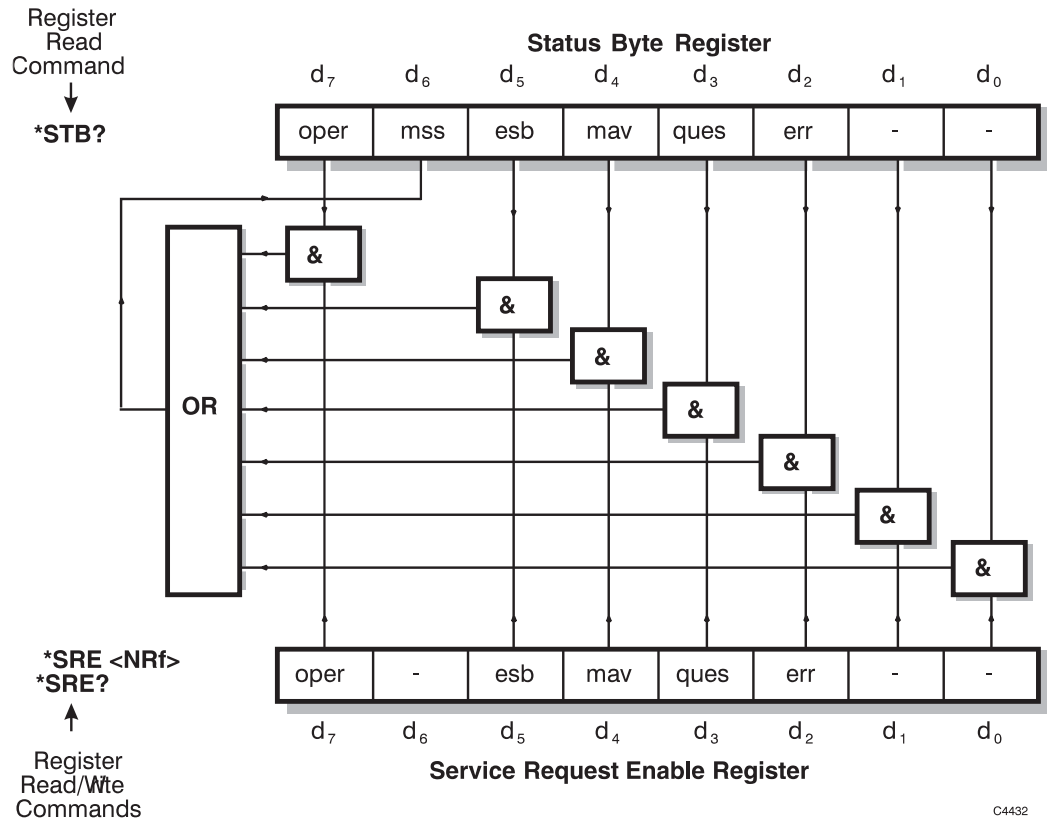 Register
Read
Command
*STB?
Status Byte Register
d7 d6 d5 d4 d3 d2 d1 d0
oper mss esb mav ques err - -
&
&
&
&
OR
&
&
&
*SRE <NRf>
*SRE?
oper - esb mav ques err - -
d7 d6 d5 d4 d3 d2 d1 d0
Service Request Enable Register
Register
Read/Write
Commands
C4432